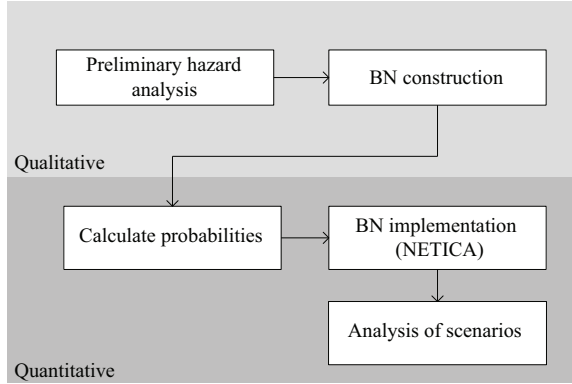 Preliminary hazard
analysis
BN construction
Qualitative
Calculate probabilities
BN implementation
(NETICA)
Analysis of scenarios
Quantitative